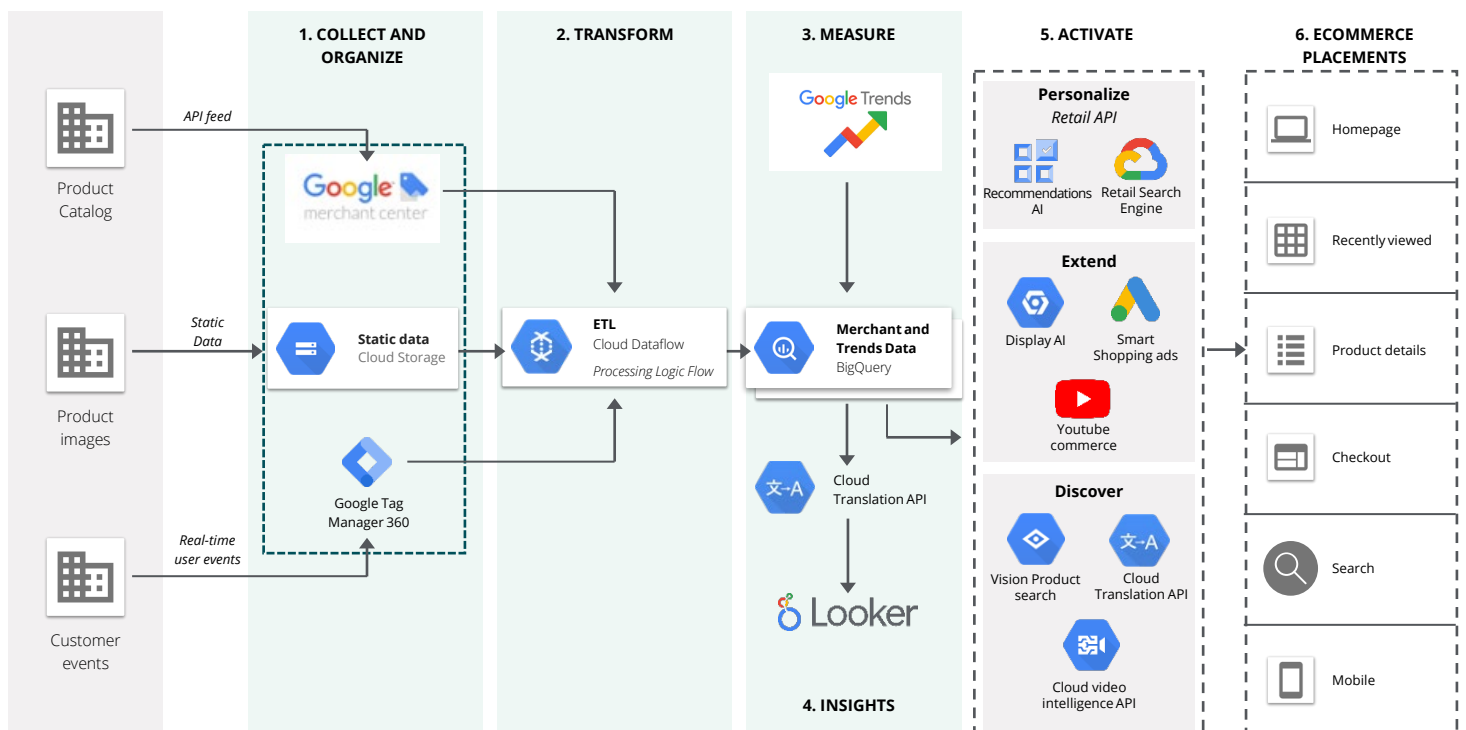 1. COLLECT AND
ORGANIZE
2. TRANSFORM
3. MEASURE
5. ACTIVATE
6. ECOMMERCE
PLACEMENTS
Product
Catalog
API feed
Google
merchant center
Product
images
Static
Data
Static data
Cloud Storage
Google Tag
Manager 360
Customer
events
Real-time
user events
ETL
Cloud Dataflow
Processing Logic Flow
Google Trends
Merchant and
Trends Data
BigQuery
文→A
Cloud
Translation API
Looker
4. INSIGHTS
Personalize
Retail API
Recommendations
AI
Retail Search
Engine
Extend
Display AI
Smart
Shopping ads
Youtube
commerce
Discover
Vision Product
search
文→A
Cloud
Translation API
Cloud video
intelligence API
Homepage
Recently viewed
Product details
Checkout
Search
Mobile